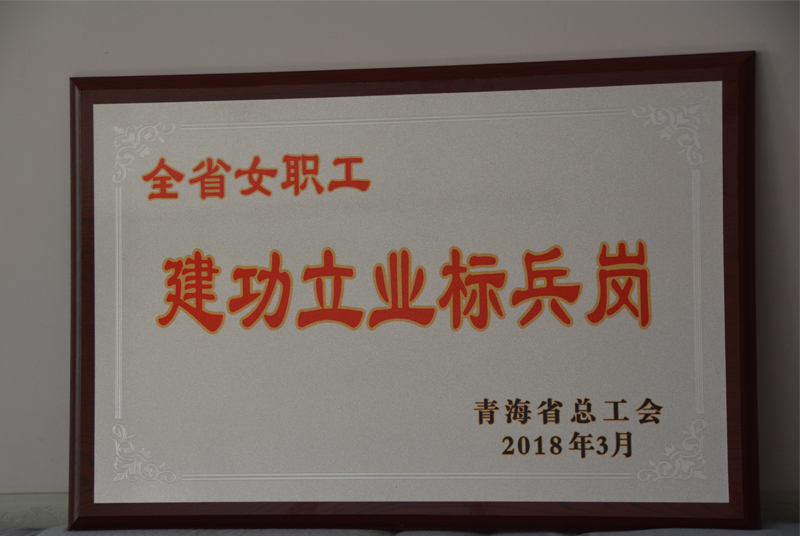 全省女职工
建功立业标兵岗
青海省总工会
2018年3月